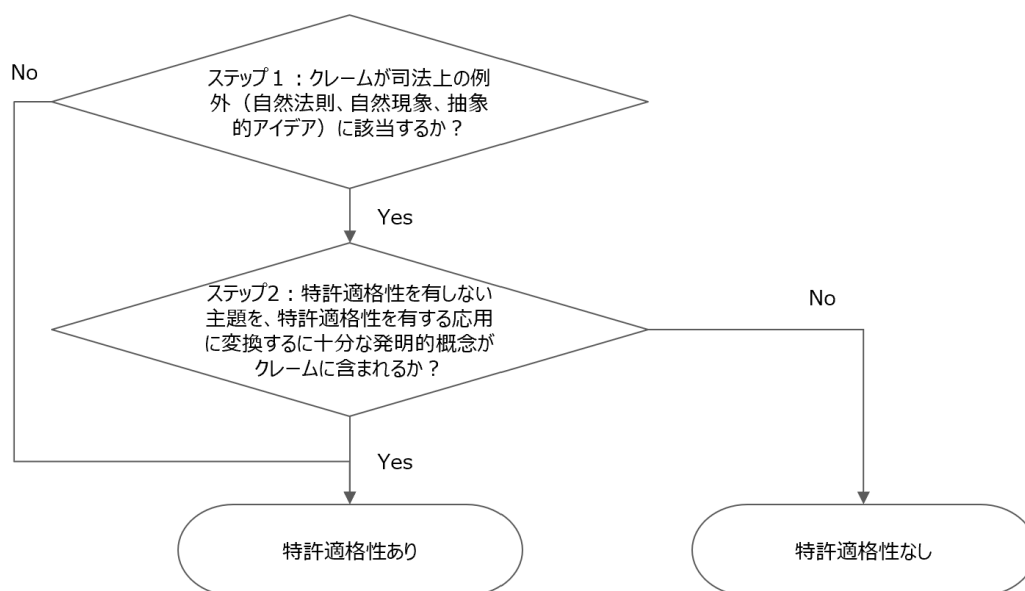 No
ステップ１：クレームが司法上の例
外（自然法則、自然現象、抽象
的アイデア）に該当するか？
Yes
ステップ2：特許適格性を有しない
主題を、特許適格性を有する応用
に変換するに十分な発明的概念が
クレームに含まれるか？
No
Yes
特許適格性あり
特許適格性なし